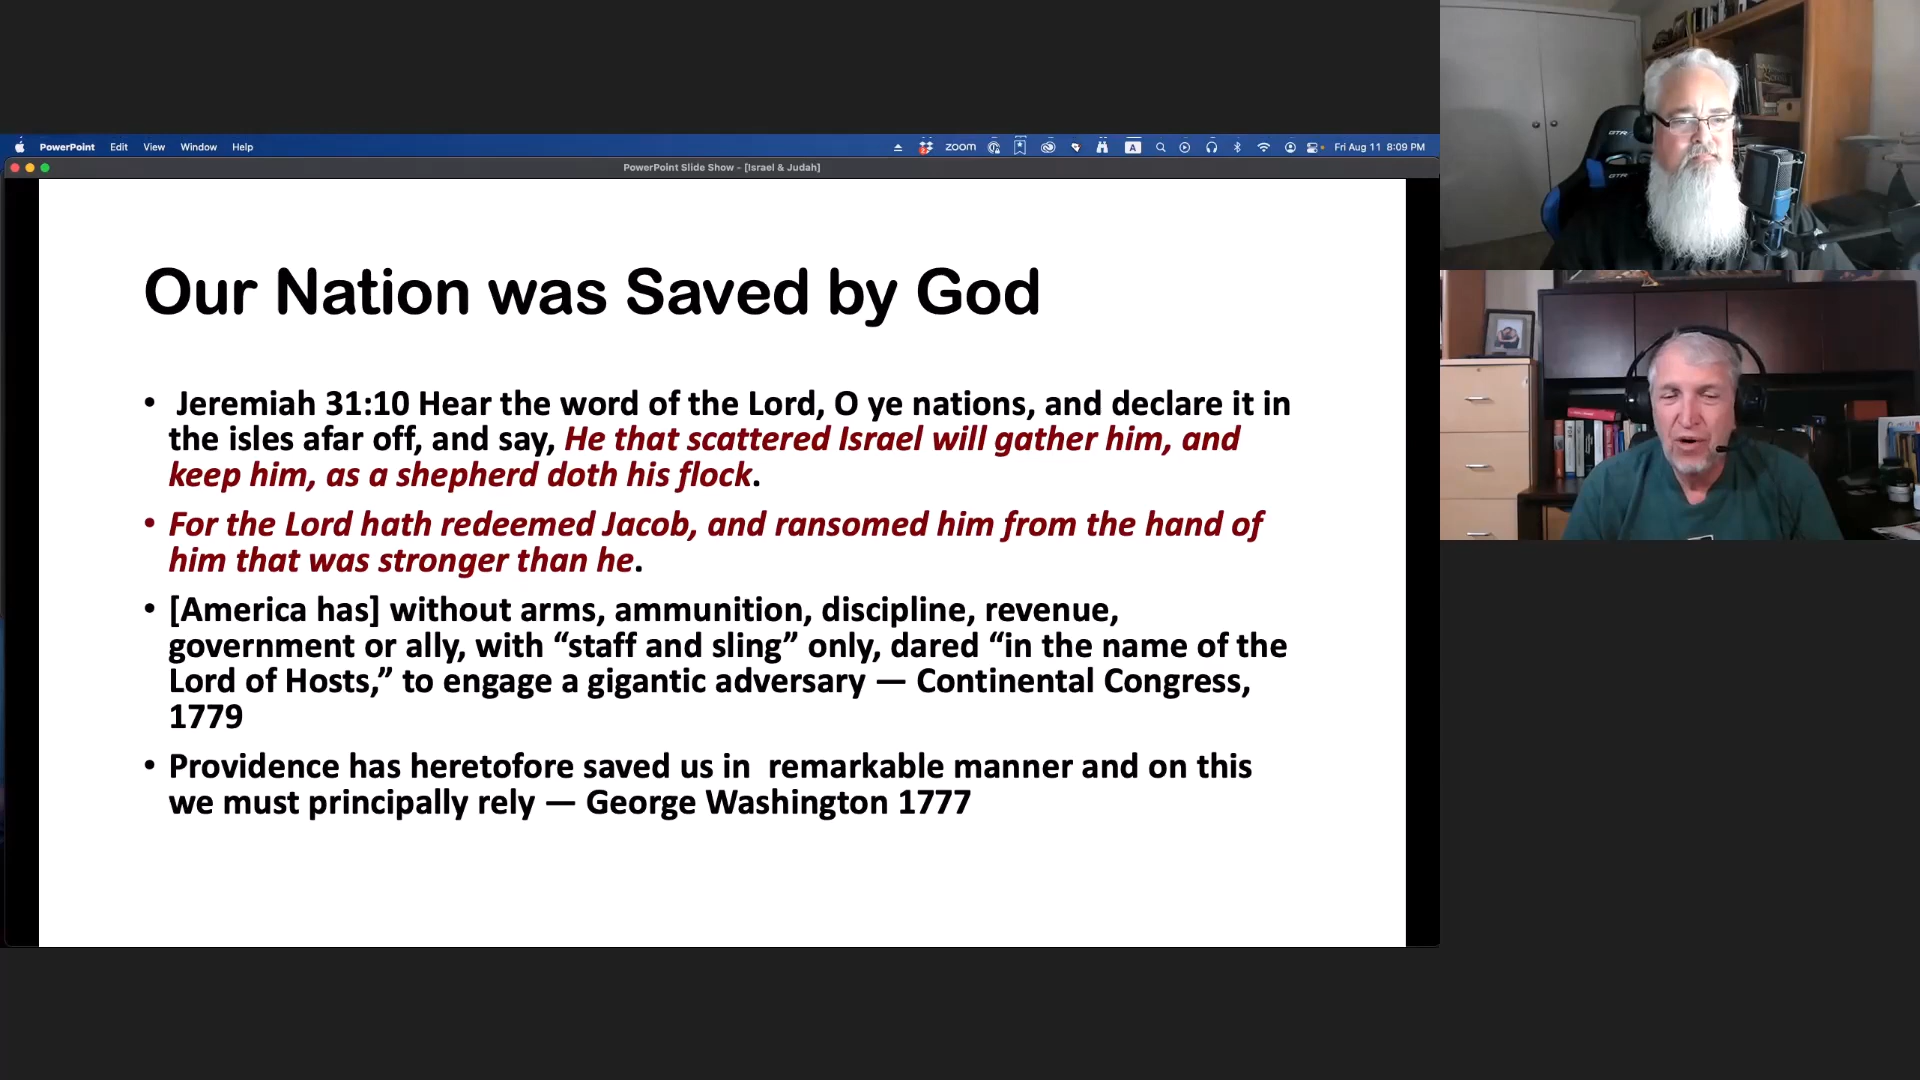 PowerPoint Edit View Window Help
zoom A Fri Aug 11 8:09 PM
PowerPoint Slide Show - [Israel & Judah]
Our Nation was Saved by God
• Jeremiah 31:10 Hear the word of the Lord, O ye nations, and declare it in
the isles afar off, and say, He that scattered Israel will gather him, and
keep him, as a shepherd doth his flock.
• For the Lord hath redeemed Jacob, and ransomed him from the hand of
him that was stronger than he.
• [America has] without arms, ammunition, discipline, revenue,
government or ally, with “staff and sling” only, dared “in the name of the
Lord of Hosts,” to engage a gigantic adversary — Continental Congress,
1779
• Providence has heretofore saved us in  remarkable manner and on this
we must principally rely — George Washington 1777
GTR
GTR